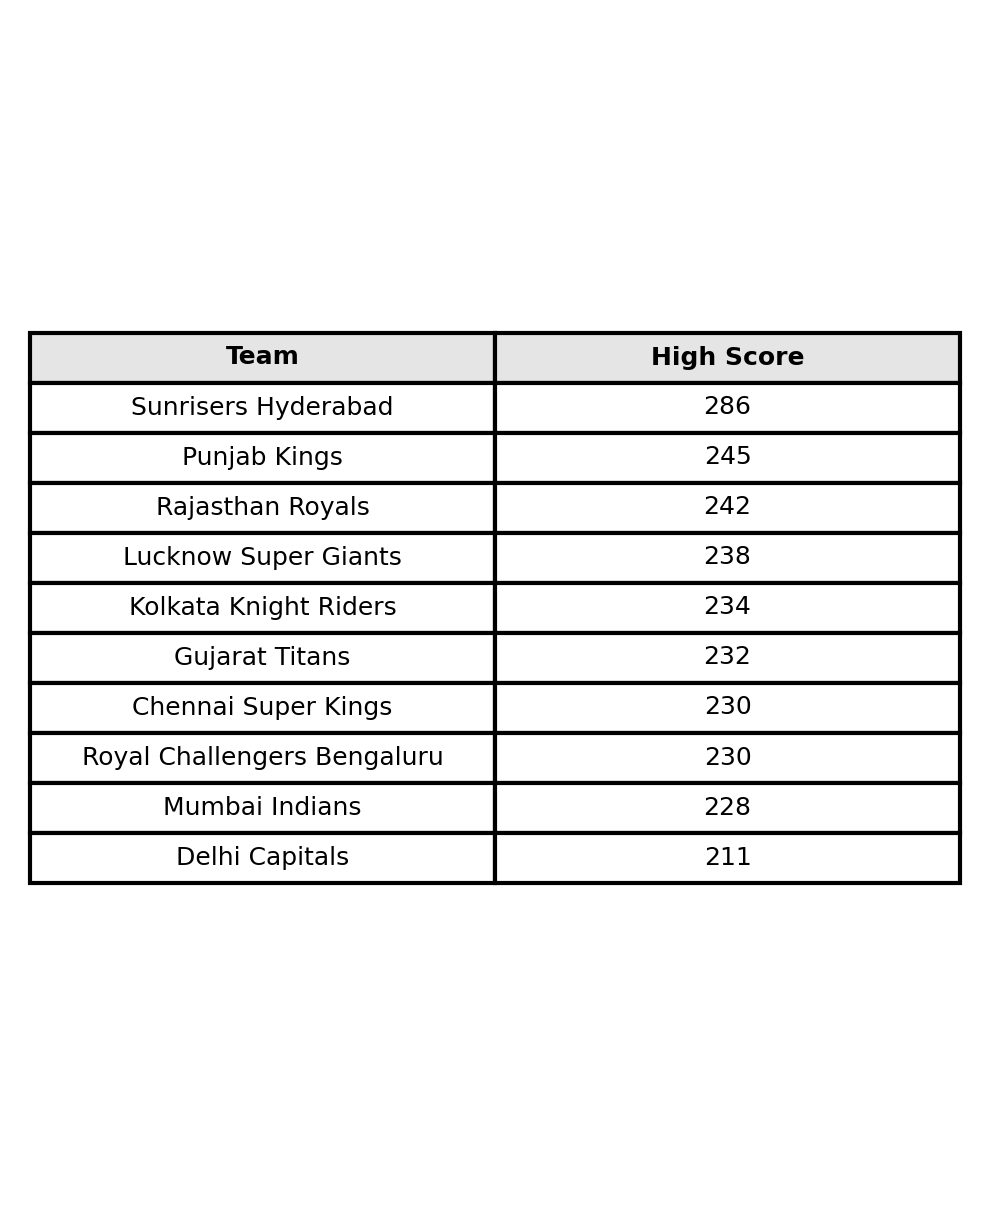 Team High Score
Sunrisers Hyderabad 286
Punjab Kings 245
Rajasthan Royals 242
Lucknow Super Giants 238
Kolkata Knight Riders 234
Gujarat Titans 232
Chennai Super Kings 230
Royal Challengers Bengaluru 230
Mumbai Indians 228
Delhi Capitals 211